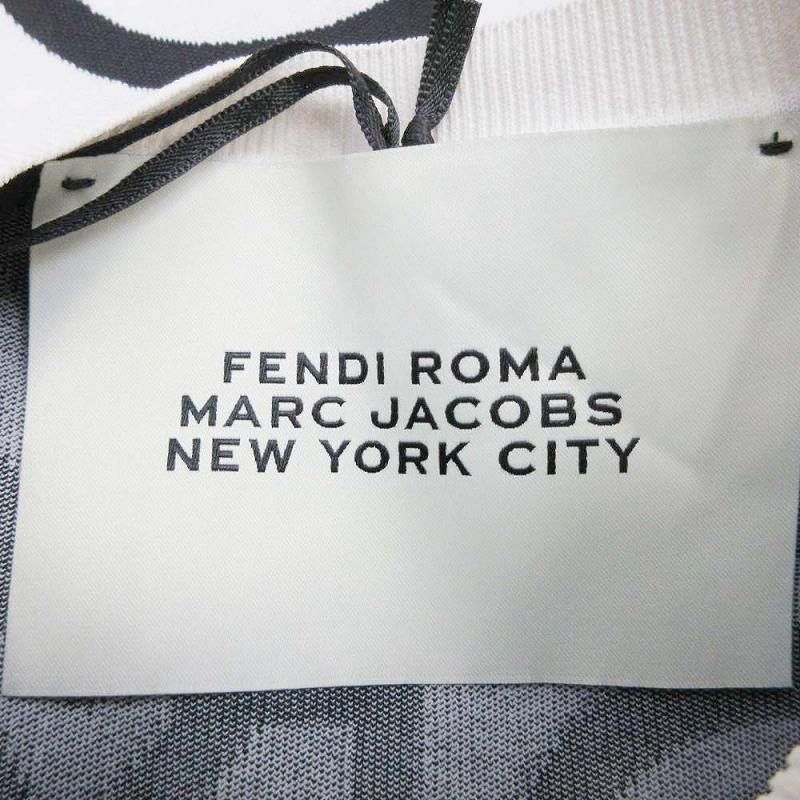 FENDI ROMA
MARC JACOBS
NEW YORK CITY